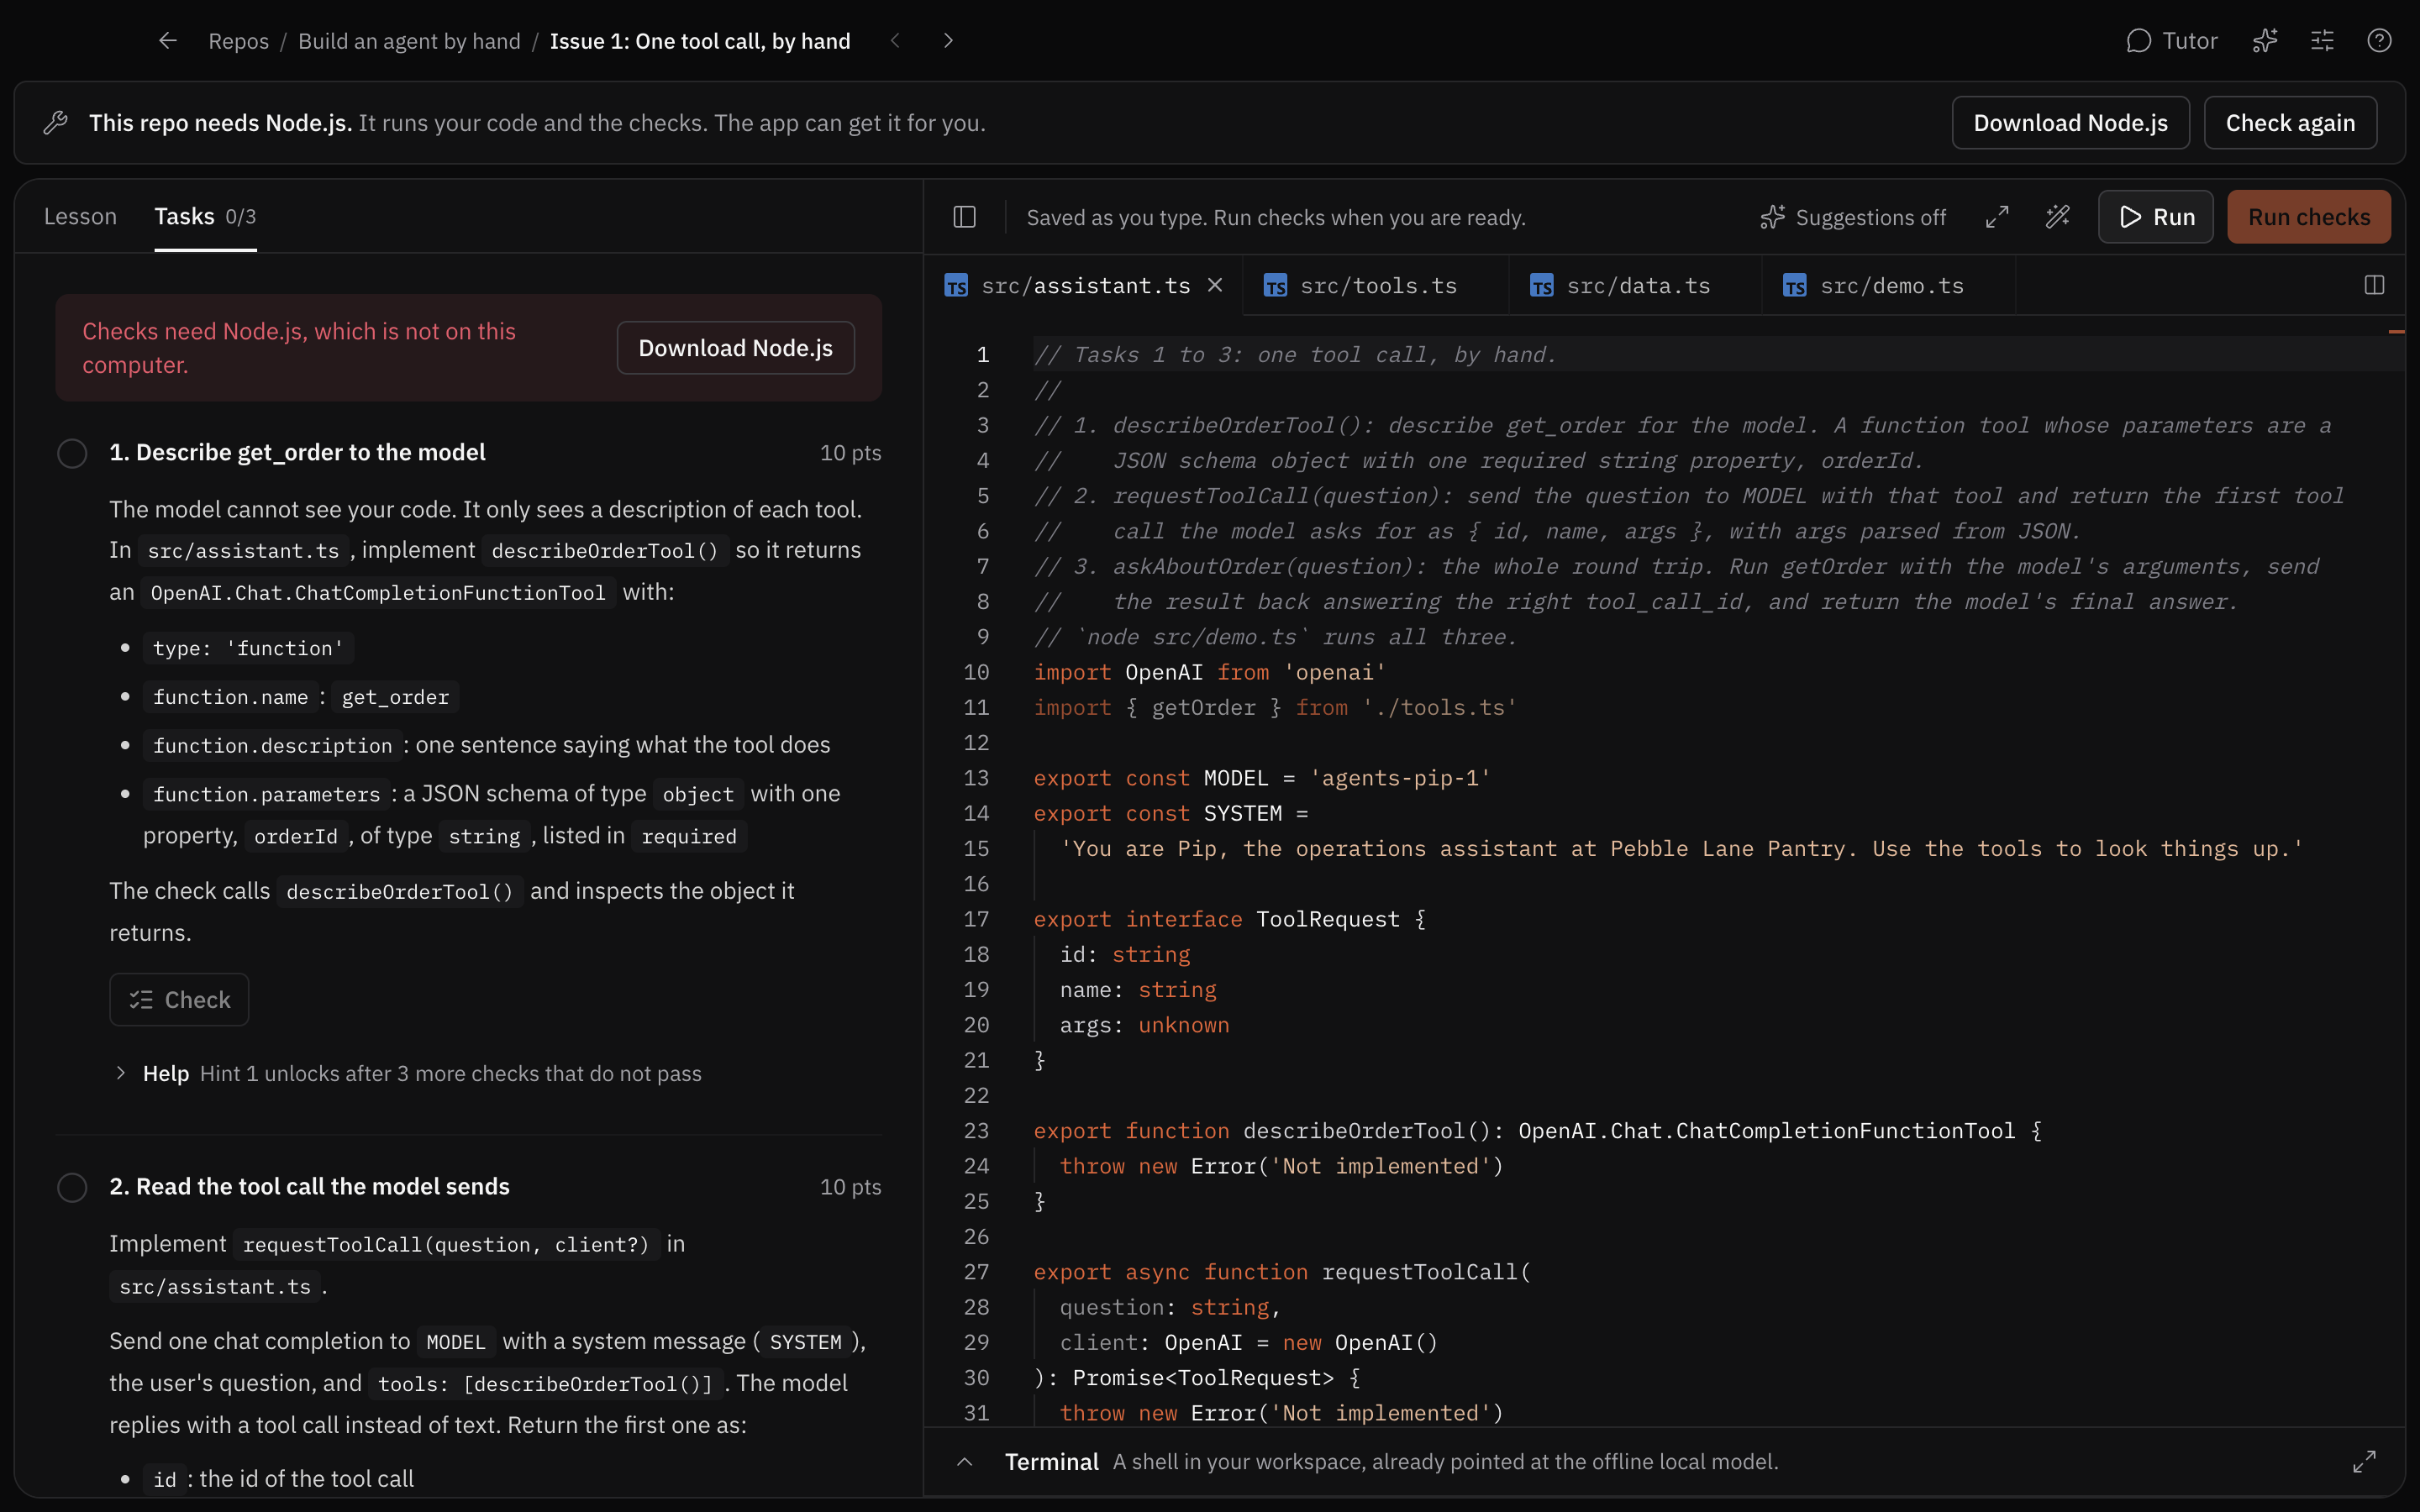 Repos / Build an agent by hand / Issue 1: One tool call, by hand
Tutor
This repo needs Node.js. It runs your code and the checks. The app can get it for you.
Download Node.js
Check again
Lesson
Tasks 0/3
Checks need Node.js, which is not on this
computer.
Download Node.js
1. Describe get_order to the model
10 pts
The model cannot see your code. It only sees a description of each tool.
In src/assistant.ts, implement describeOrderTool() so it returns
an OpenAI.Chat.ChatCompletionFunctionTool with:
• type: 'function'
• function.name: get_order
• function.description: one sentence saying what the tool does
• function.parameters: a JSON schema of type object with one
property, orderId, of type string, listed in required
The check calls describeOrderTool() and inspects the object it
returns.
Check
Help Hint 1 unlocks after 3 more checks that do not pass
2. Read the tool call the model sends
10 pts
Implement requestToolCall(question, client?) in
src/assistant.ts.
Send one chat completion to MODEL with a system message (SYSTEM),
the user's question, and tools: [describeOrderTool()]. The model
replies with a tool call instead of text. Return the first one as:
• id: the id of the tool call
Saved as you type. Run checks when you are ready.
Suggestions off
Run
Run checks
TS src/assistant.ts
TS src/tools.ts
TS src/data.ts
TS src/demo.ts
1 // Tasks 1 to 3: one tool call, by hand.
2 //
3 // 1. describeOrderTool(): describe get_order for the model. A function tool whose parameters are a
4 //    JSON schema object with one required string property, orderId.
5 // 2. requestToolCall(question): send the question to MODEL with that tool and return the first tool
6 //    call the model asks for as { id, name, args }, with args parsed from JSON.
7 // 3. askAboutOrder(question): the whole round trip. Run getOrder with the model's arguments, send
8 //    the result back answering the right tool_call_id, and return the model's final answer.
9 // `node src/demo.ts` runs all three.
10 import OpenAI from 'openai'
11 import { getOrder } from './tools.ts'
12
13 export const MODEL = 'agents-pip-1'
14 export const SYSTEM =
15   'You are Pip, the operations assistant at Pebble Lane Pantry. Use the tools to look things up.'
16
17 export interface ToolRequest {
18   id: string
19   name: string
20   args: unknown
21 }
22
23 export function describeOrderTool(): OpenAI.Chat.ChatCompletionFunctionTool {
24   throw new Error('Not implemented')
25 }
26
27 export async function requestToolCall(
28   question: string,
29   client: OpenAI = new OpenAI()
30 ): Promise<ToolRequest> {
31   throw new Error('Not implemented')
Terminal A shell in your workspace, already pointed at the offline local model.